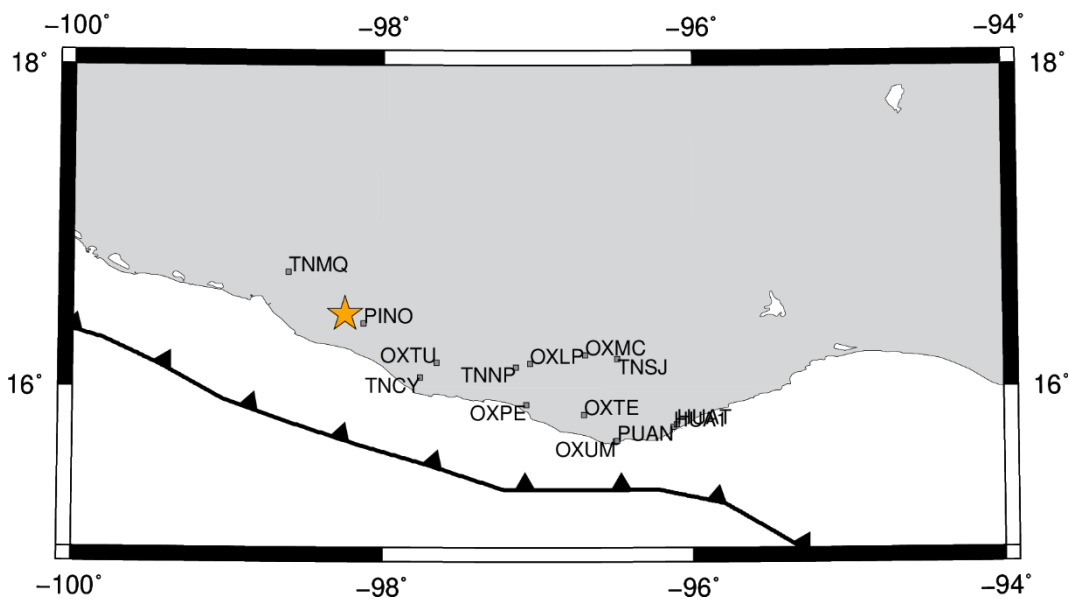 −100˚ −98˚ −96˚ −94˚
18˚ 18˚
TNMQ
PINO
OXTU OXLP OXMC
TNNP TNSJ
TNCY
16˚ 16˚
OXPE OXTE HUAT
PUAN
OXUM
−100˚ −98˚ −96˚ −94˚